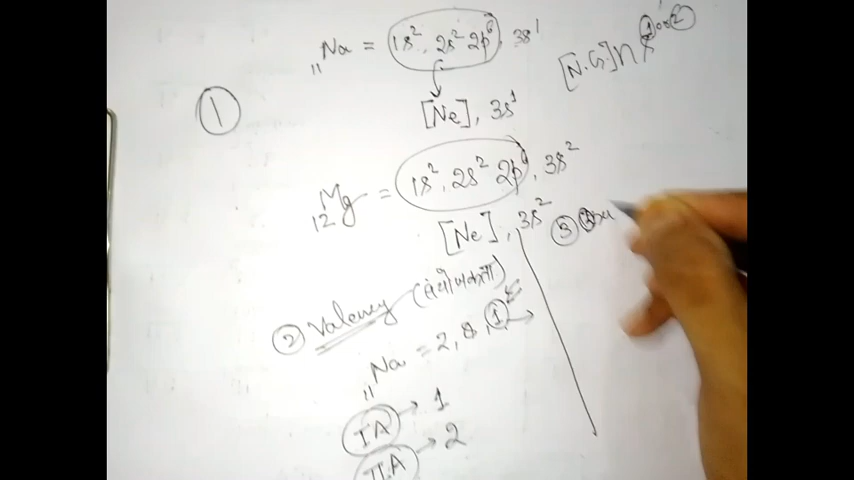 ₁₁Na = 1s², 2s² 2p⁶, 3s¹
[N.G.] n s¹ or ²
①
[Ne], 3s¹
₁₂Mg = 1s², 2s² 2p⁶, 3s²
[Ne], 3s²
② Valency (संयोजकता)
₁₁Na = 2, 8, 1 →
IA → 1
IIA → 2
③